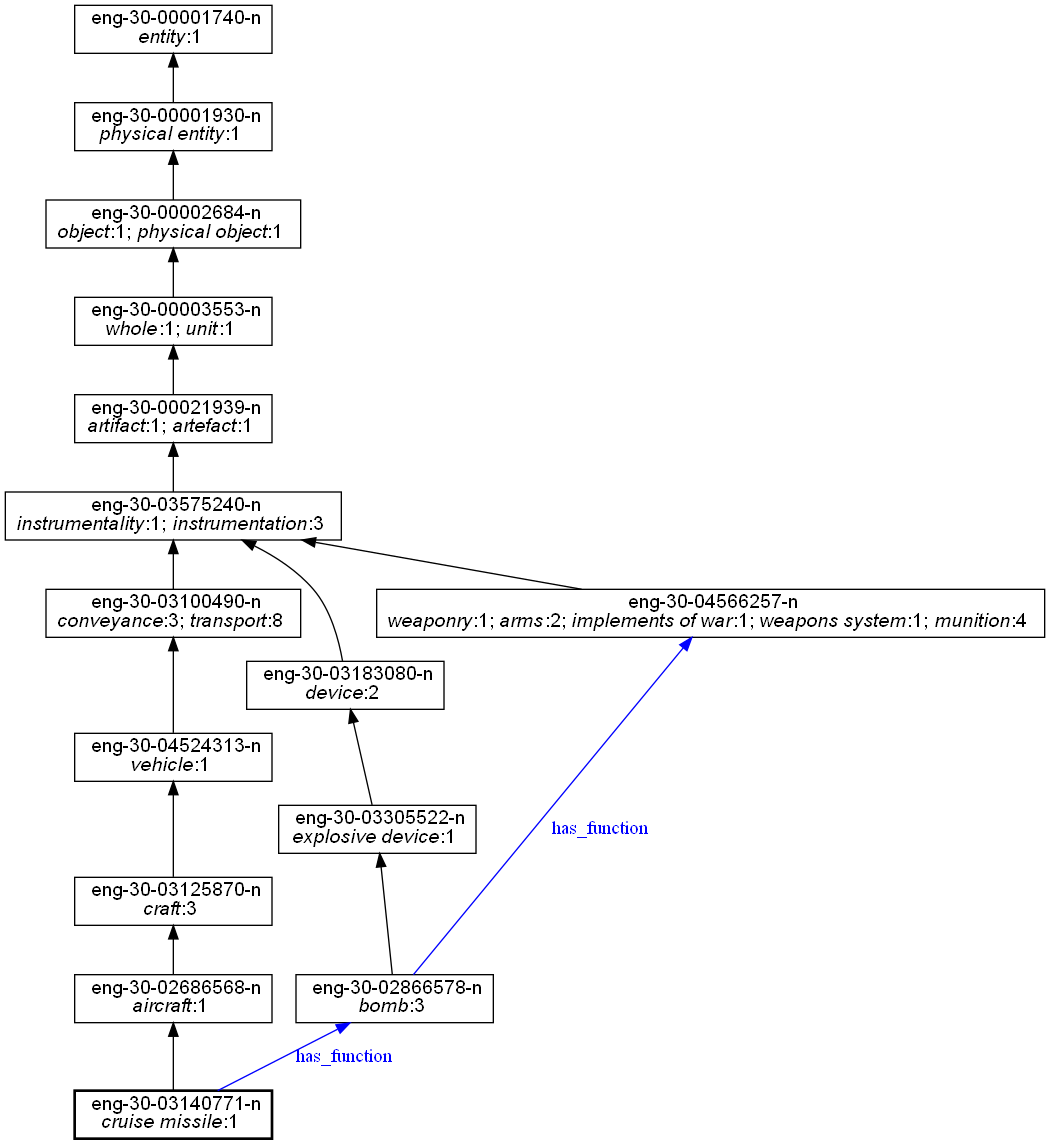 eng-30-00001740-n
entity:1
eng-30-00001930-n
physical entity:1
eng-30-00002684-n
object:1; physical object:1
eng-30-00003553-n
whole:1; unit:1
eng-30-00021939-n
artifact:1; artefact:1
eng-30-03575240-n
instrumentality:1; instrumentation:3
eng-30-03100490-n
conveyance:3; transport:8
eng-30-04566257-n
weaponry:1; arms:2; implements of war:1; weapons system:1; munition:4
eng-30-03183080-n
device:2
eng-30-04524313-n
vehicle:1
eng-30-03305522-n
explosive device:1
has_function
eng-30-03125870-n
craft:3
eng-30-02686568-n
aircraft:1
eng-30-02866578-n
bomb:3
has_function
eng-30-03140771-n
cruise missile:1